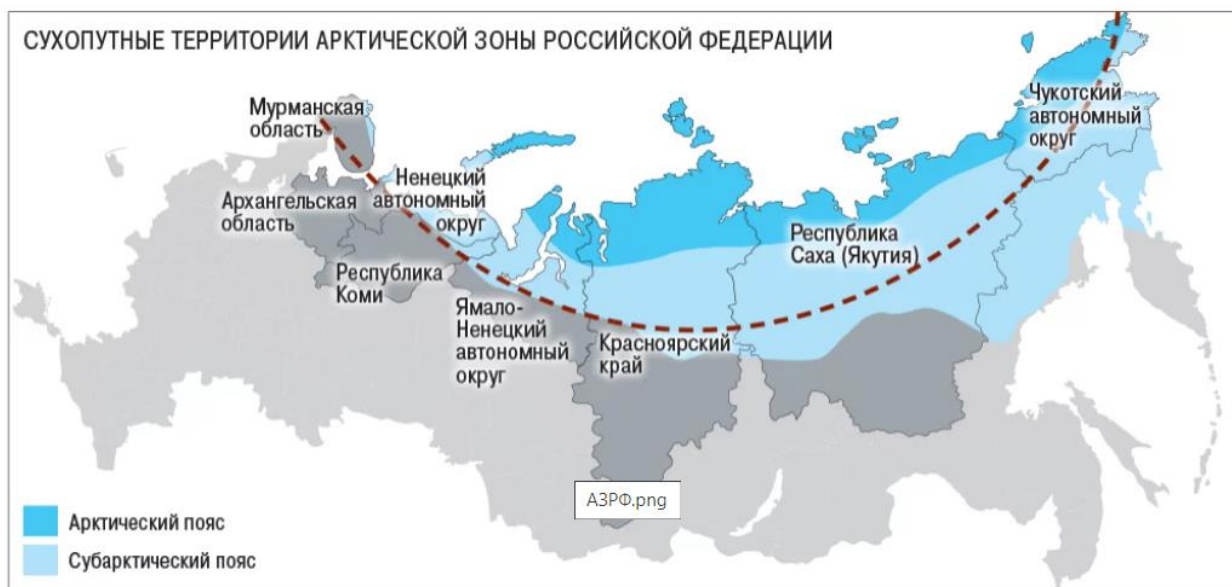 СУХОПУТНЫЕ ТЕРРИТОРИИ АРКТИЧЕСКОЙ ЗОНЫ РОССИЙСКОЙ ФЕДЕРАЦИИ
Мурманская
область
Чукотский
автономный
округ
Ненецкий
автономный
округ
Архангельская
область
Республика
Саха (Якутия)
Республика
Коми
Ямало-
Ненецкий
автономный
округ
Красноярский
край
АЗРФ.png
Арктический пояс
Субарктический пояс